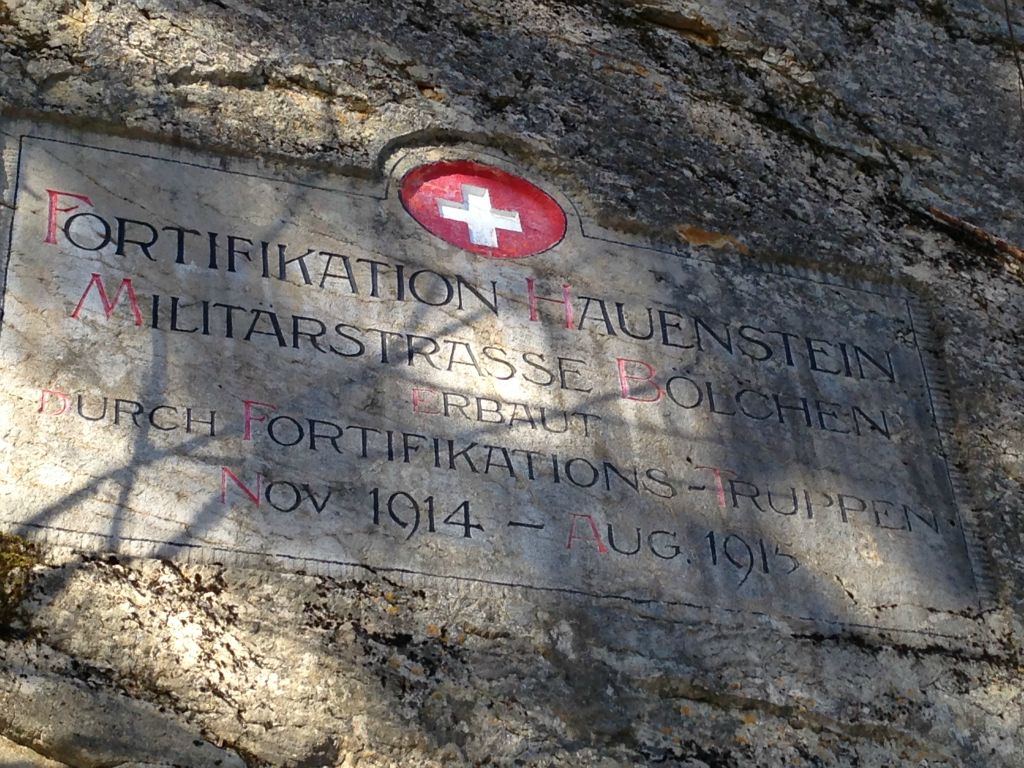 FORTIFIKATION HAUENSTEIN
MILITÄRSTRASSE BÖLCHEN
ERBAUT
DURCH FORTIFIKATIONS-TRUPPEN
NOV 1914 – AUG. 1915